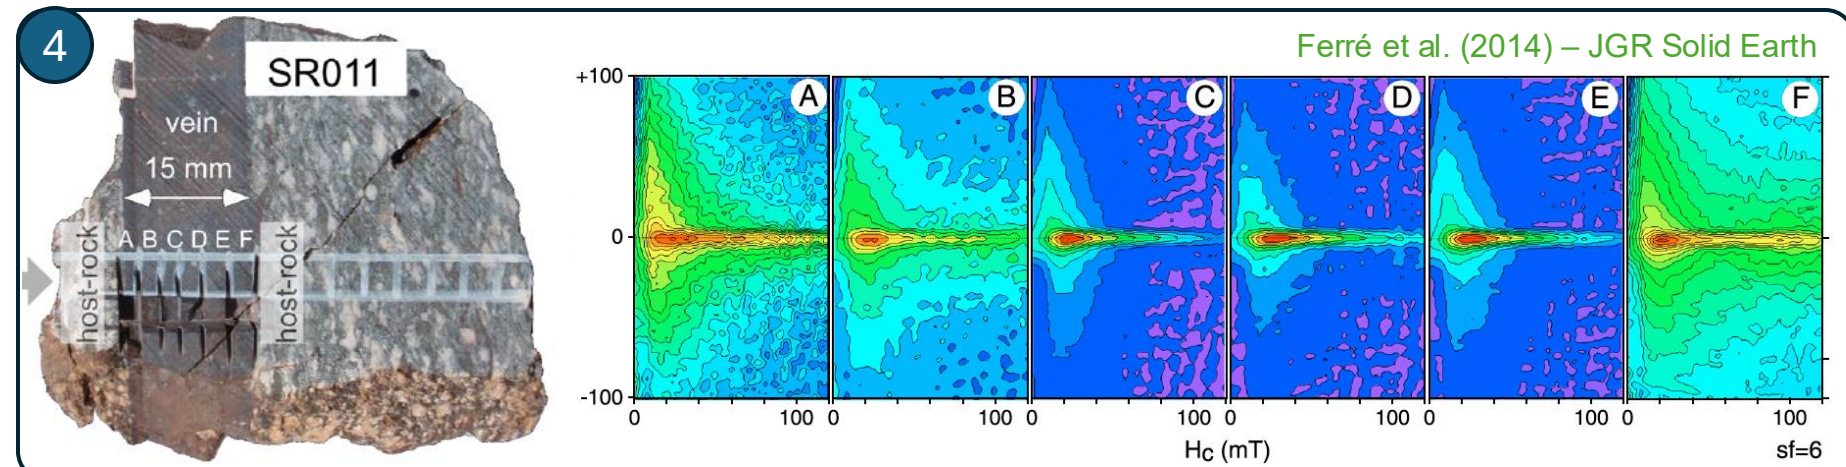 4
SR011
vein
15 mm
host-rock
A B C D E F
host-rock
Ferré et al. (2014) – JGR Solid Earth
+100
0
-100
A
B
C
D
E
F
0 100 0 100 0 100 0 100 0 100 0 100
Hc (mT)
sf=6